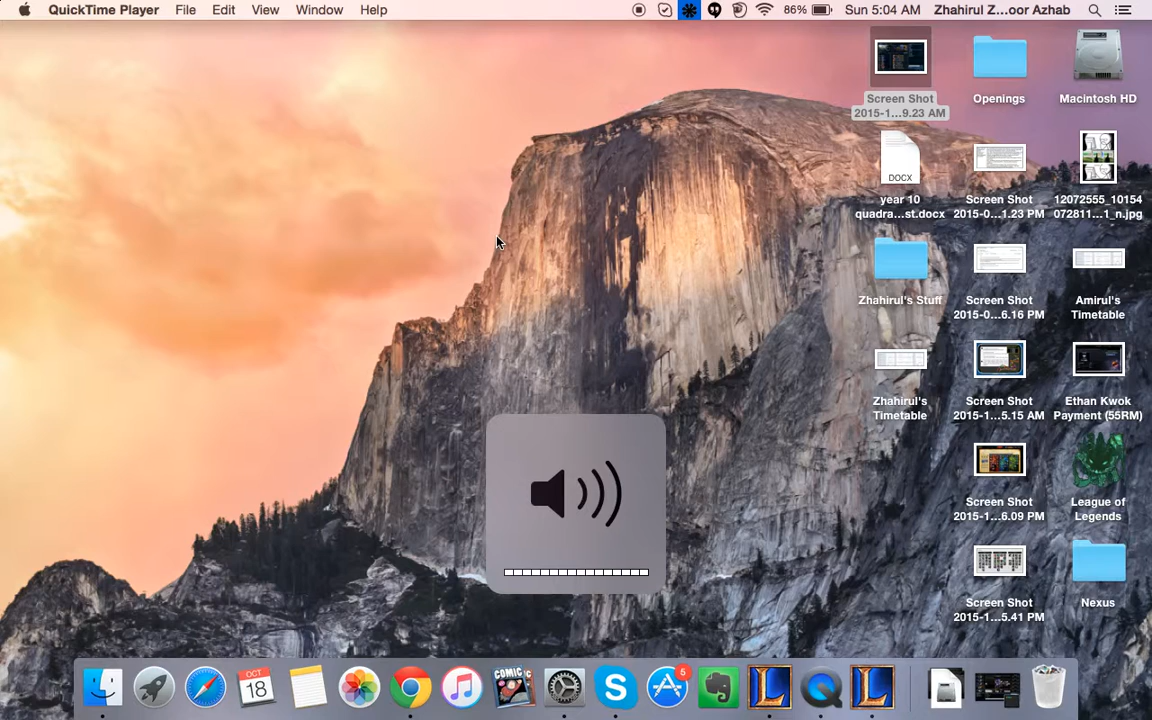 QuickTime Player File Edit View Window Help 86% Sun 5:04 AM Zhahirul Z...oor Azhab
Screen Shot
2015-1...9.23 AM
Openings
Macintosh HD
DOCX
year 10
quadra...st.docx
Screen Shot
2015-0...1.23 PM
12072555_10154
072811...1_n.jpg
Zhahirul's Stuff
Screen Shot
2015-0...6.16 PM
Amirul's
Timetable
Zhahirul's
Timetable
Screen Shot
2015-1...5.15 AM
Ethan Kwok
Payment (55RM)
Screen Shot
2015-1...6.09 PM
League of
Legends
Screen Shot
2015-1...5.41 PM
Nexus
OCT
18
COMIC
5
L
L